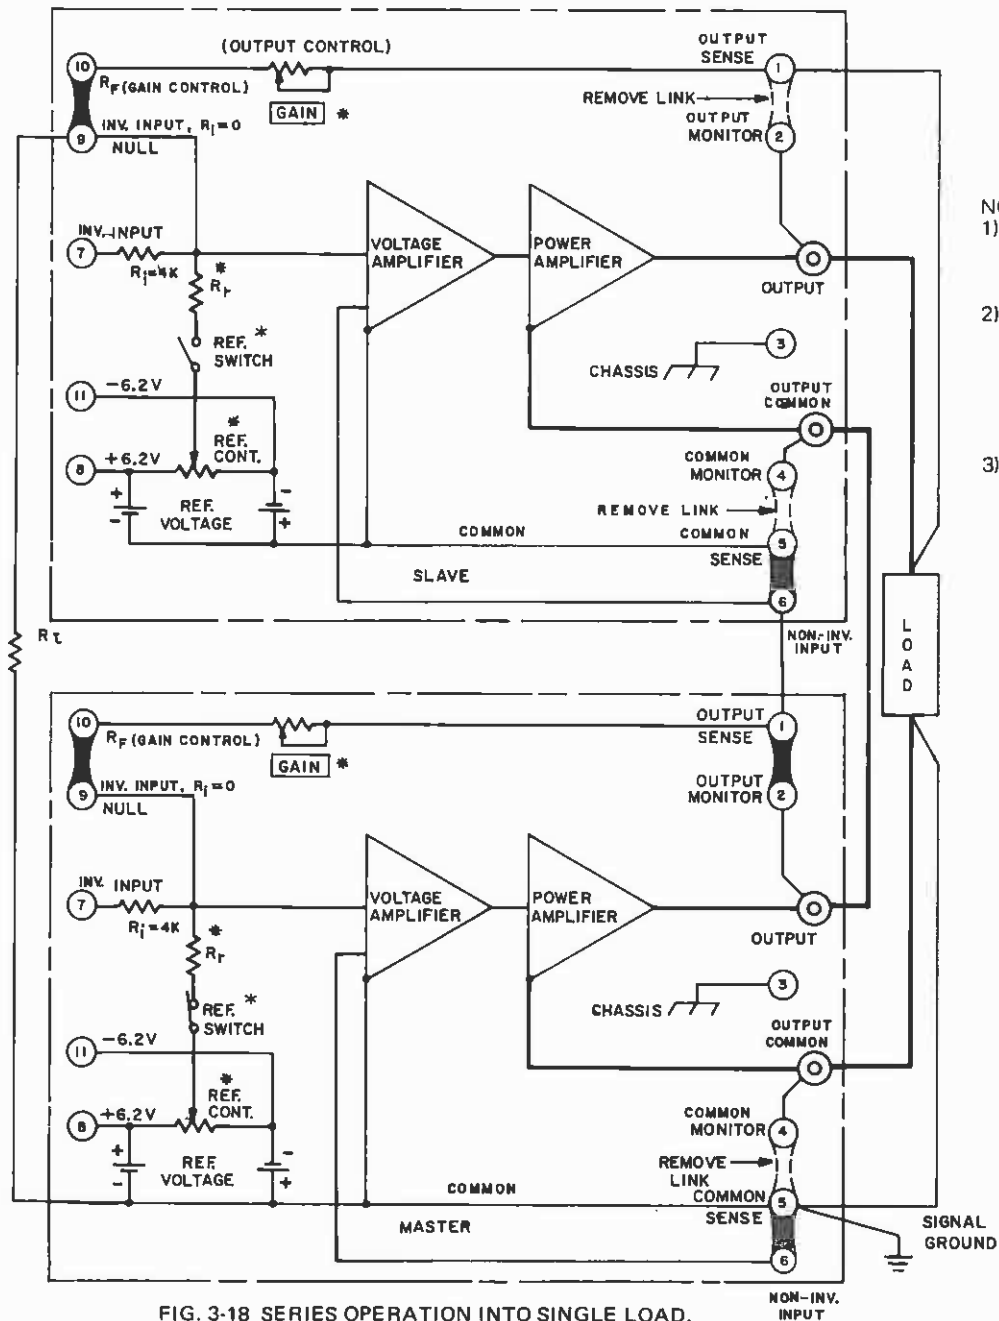 (OUTPUT CONTROL)
OUTPUT
SENSE
10
1
RF (GAIN CONTROL)
GAIN *
REMOVE LINK
9
INV. INPUT, Ri=0
NULL
OUTPUT
MONITOR
2
INV. INPUT
7
Ri=4K
*
Rr
VOLTAGE
AMPLIFIER
POWER
AMPLIFIER
OUTPUT
REF. *
SWITCH
3
CHASSIS
11
-6.2V
OUTPUT
COMMON
*
REF.
CONT.
8
+6.2V
COMMON
MONITOR
4
+
-
REF.
VOLTAGE
-
+
REMOVE LINK
COMMON
COMMON
SENSE
5
SLAVE
6
NON-INV.
INPUT
LOAD
Rτ
10
RF (GAIN CONTROL)
GAIN *
OUTPUT
SENSE
1
9
INV. INPUT, Ri=0
NULL
OUTPUT
MONITOR
2
INV. INPUT
7
Ri=4K
*
Rr
VOLTAGE
AMPLIFIER
POWER
AMPLIFIER
OUTPUT
REF. *
SWITCH
3
CHASSIS
11
-6.2V
OUTPUT
COMMON
*
REF.
CONT.
8
+6.2V
COMMON
MONITOR
4
+
-
REF.
VOLTAGE
-
+
REMOVE
LINK
COMMON
COMMON
SENSE
5
MASTER
6
SIGNAL
GROUND
NON-INV.
INPUT
FIG. 3-18 SERIES OPERATION INTO SINGLE LOAD.
1)
2)
3)